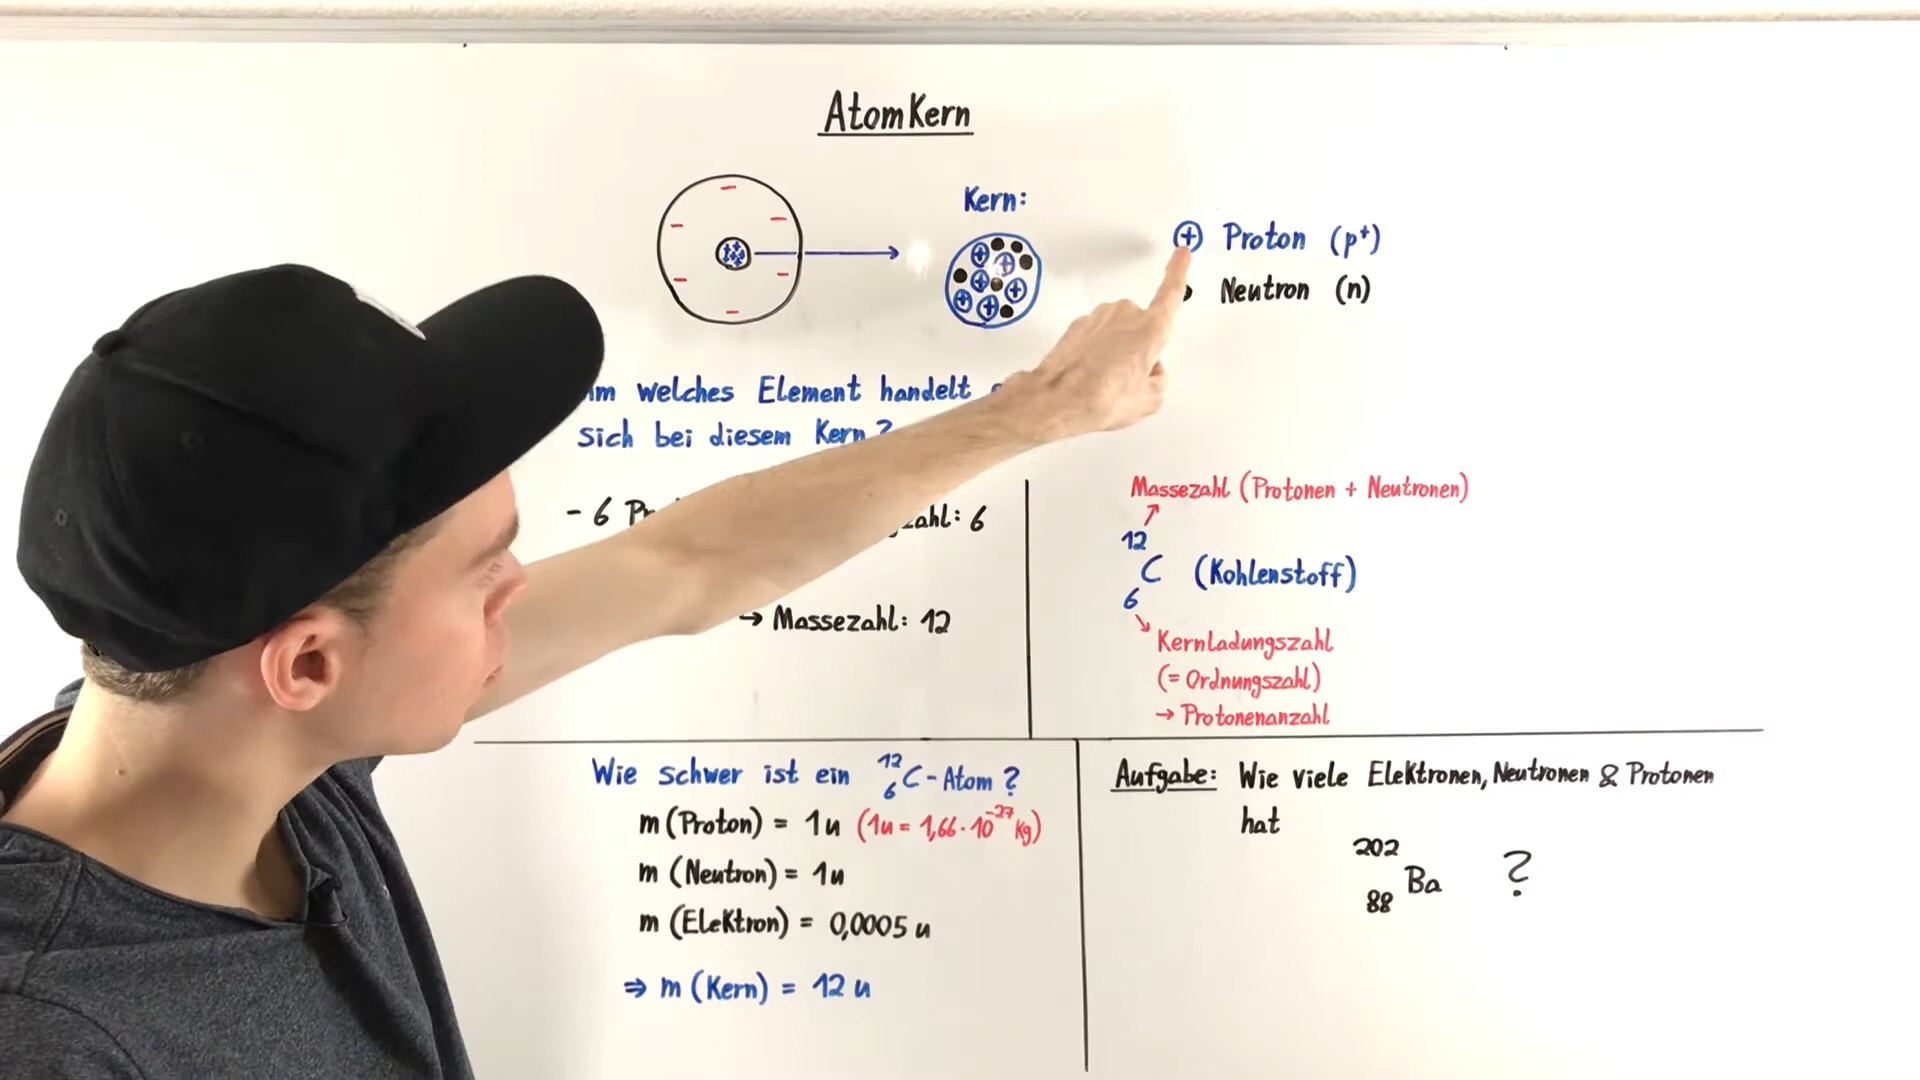 AtomKern
Kern:
Proton (p⁺)
Neutron (n)
welches Element handelt
sich bei diesem Kern?
- 6
: 6
→ Massezahl: 12
Massezahl (Protonen + Neutronen)
12
C (Kohlenstoff)
6
Kernladungszahl
(= Ordnungszahl)
→ Protonenanzahl
Wie schwer ist ein ¹²₆C-Atom?
m (Proton) = 1u (1u = 1,66 · 10⁻²⁷ kg)
m (Neutron) = 1u
m (Elektron) = 0,0005 u
⇒ m (Kern) = 12 u
Aufgabe: Wie viele Elektronen, Neutronen & Protonen
hat
202
Ba ?
88